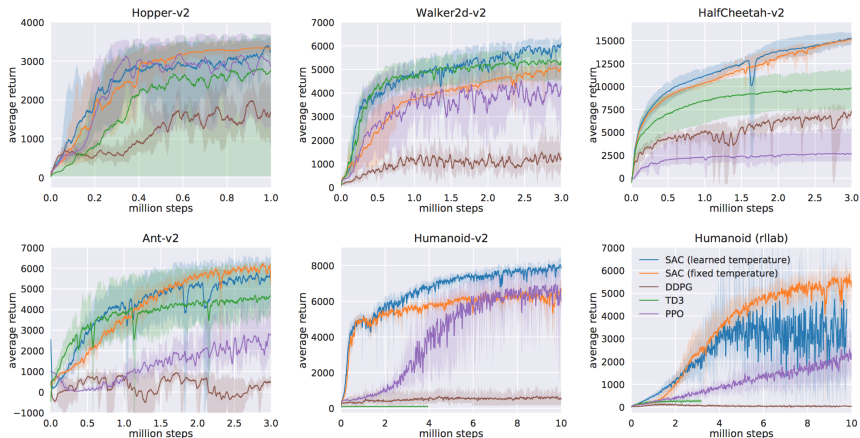 Hopper-v2
4000
3000
2000
1000
0
average return
0.0 0.2 0.4 0.6 0.8 1.0
million steps
Walker2d-v2
7000
6000
5000
4000
3000
2000
1000
0
average return
0.0 0.5 1.0 1.5 2.0 2.5 3.0
million steps
HalfCheetah-v2
15000
12500
10000
7500
5000
2500
0
average return
0.0 0.5 1.0 1.5 2.0 2.5 3.0
million steps
Ant-v2
7000
6000
5000
4000
3000
2000
1000
0
−1000
average return
0.0 0.5 1.0 1.5 2.0 2.5 3.0
million steps
Humanoid-v2
8000
6000
4000
2000
0
average return
0 2 4 6 8 10
million steps
Humanoid (rllab)
7000
6000
5000
4000
3000
2000
1000
0
average return
SAC (learned temperature)
SAC (fixed temperature)
DDPG
TD3
PPO
0 2 4 6 8 10
million steps